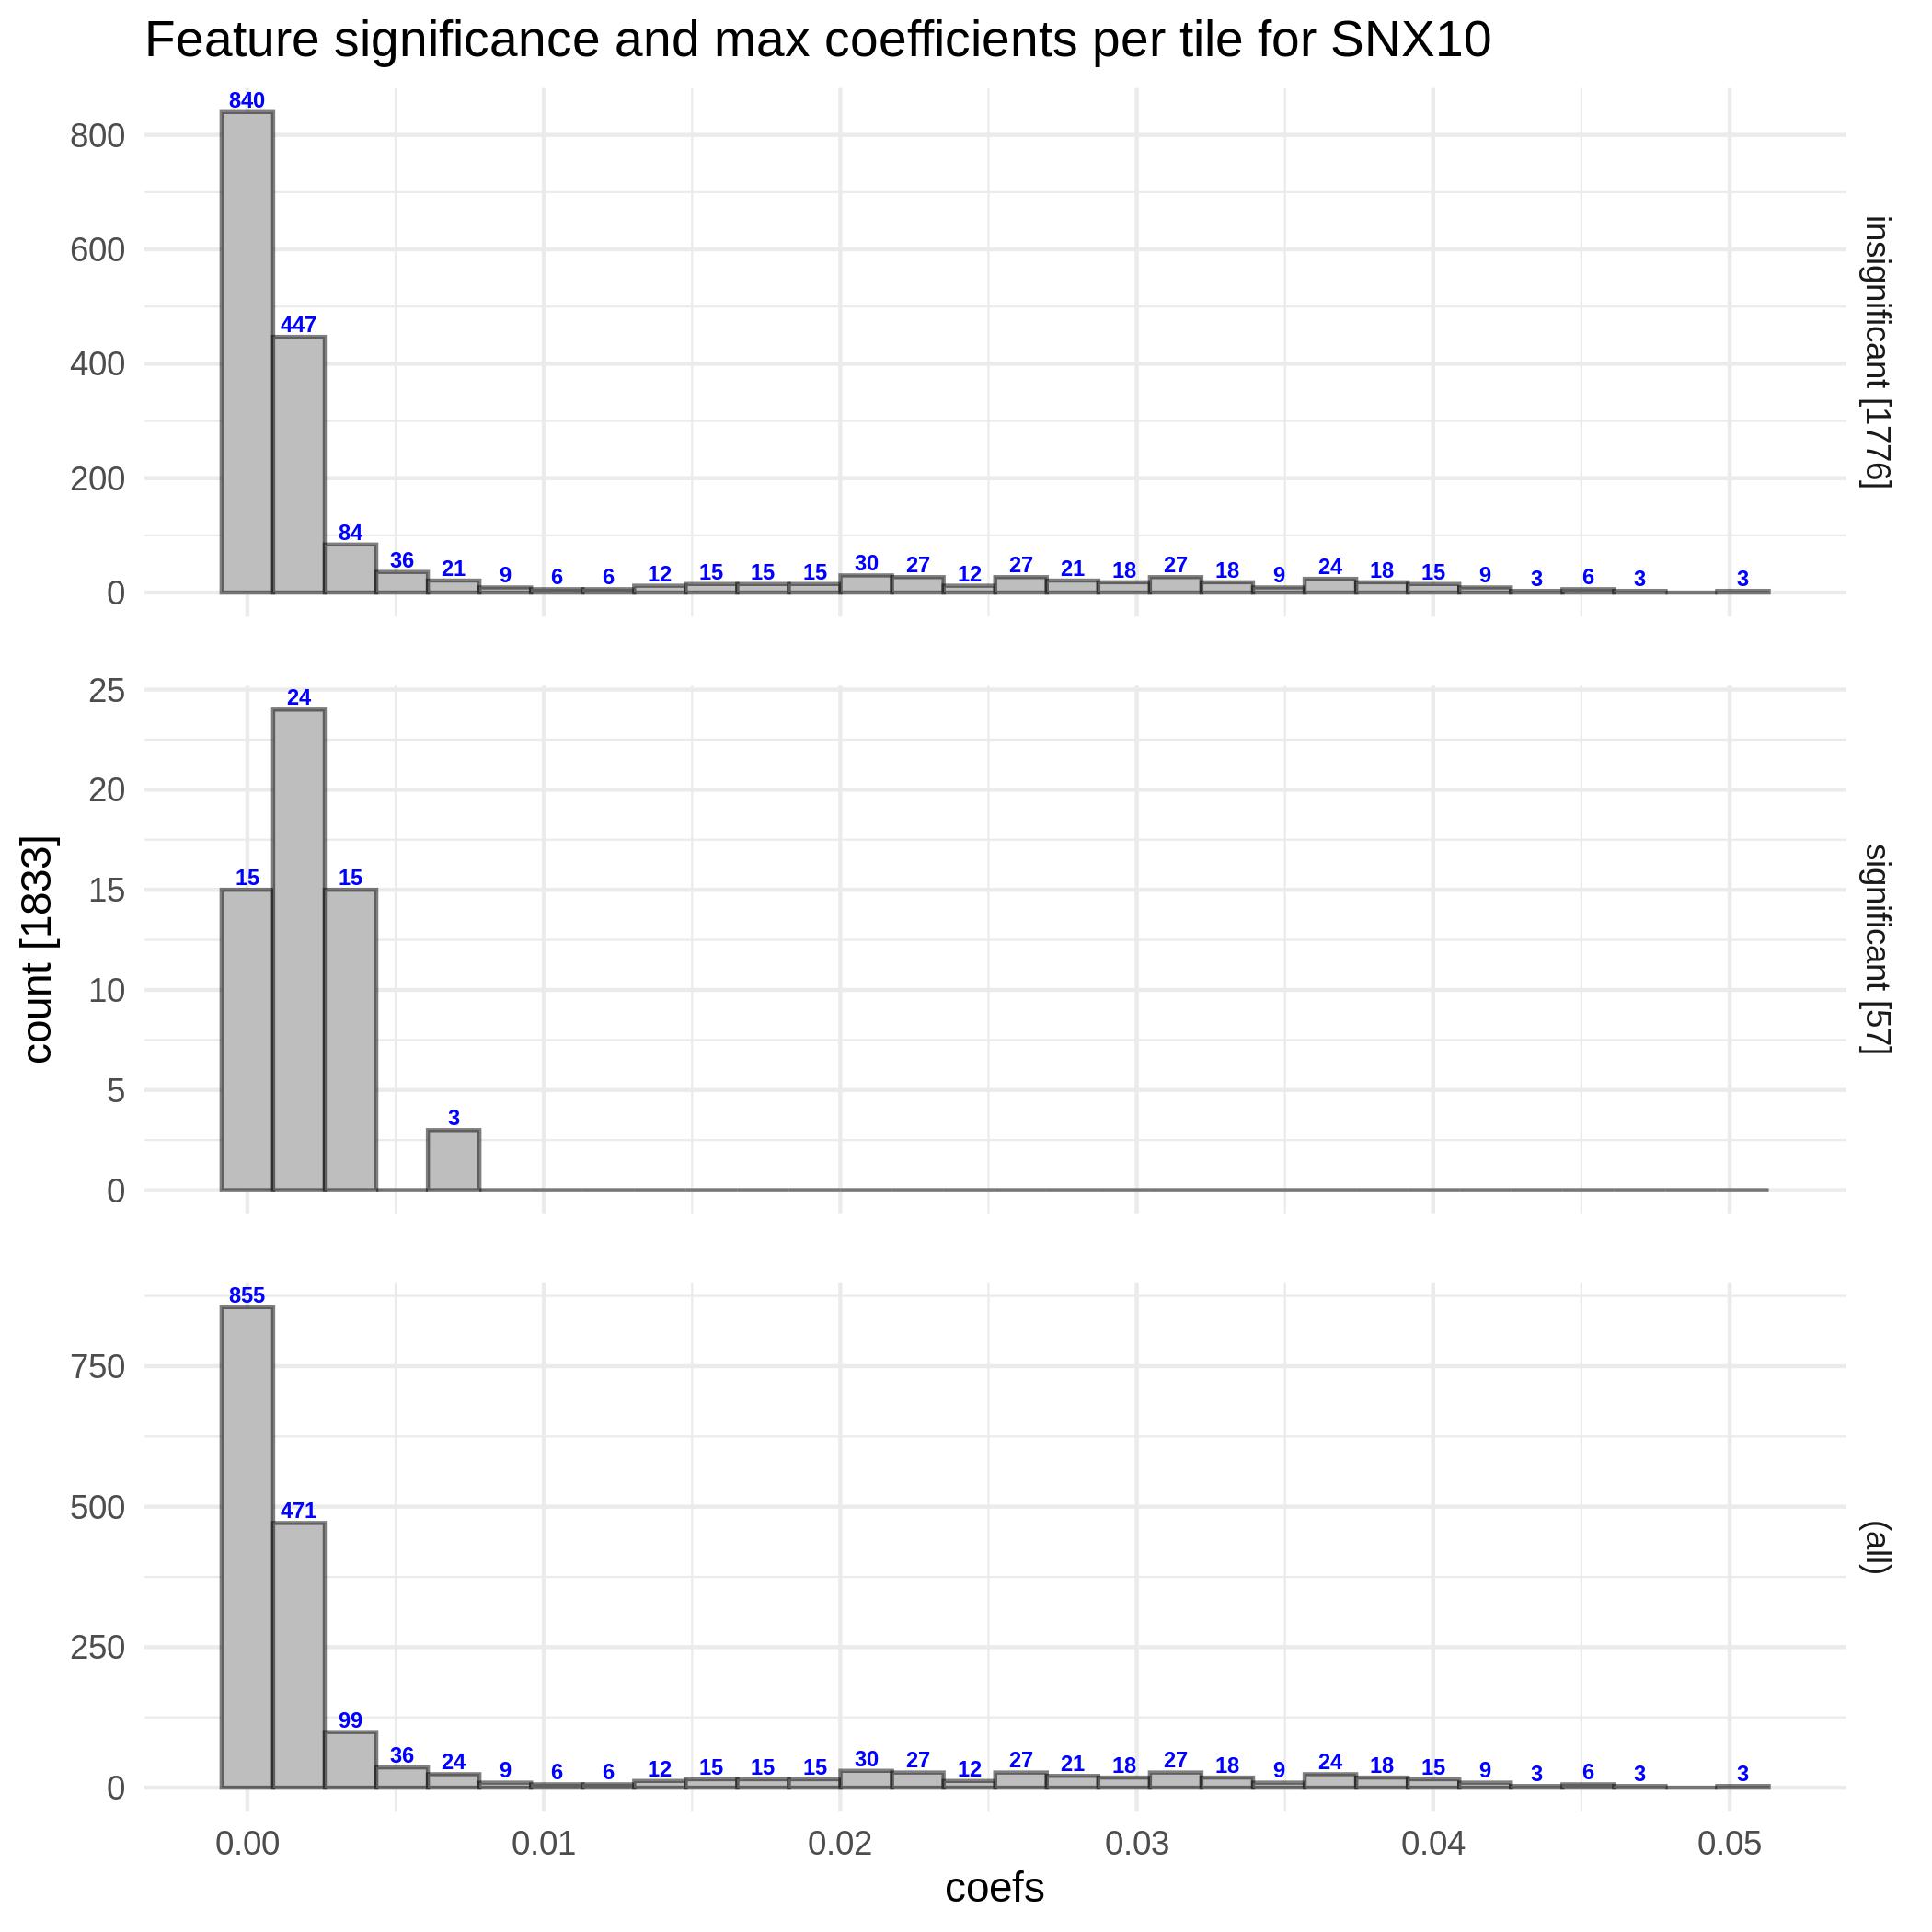 Feature significance and max coefficients per tile for SNX10
840
447
84 36 21 9 6 6 12 15 15 15 30 27 12 27 21 18 27 18 9 24 18 15 9 3 6 3 3
800
600
400
200
0
insignificant [1776]
count [1833]
24
15 15
3
25
20
15
10
5
0
significant [57]
855
471
99 36 24 9 6 6 12 15 15 15 30 27 12 27 21 18 27 18 9 24 18 15 9 3 6 3 3
750
500
250
0
(all)
0.00 0.01 0.02 0.03 0.04 0.05
coefs